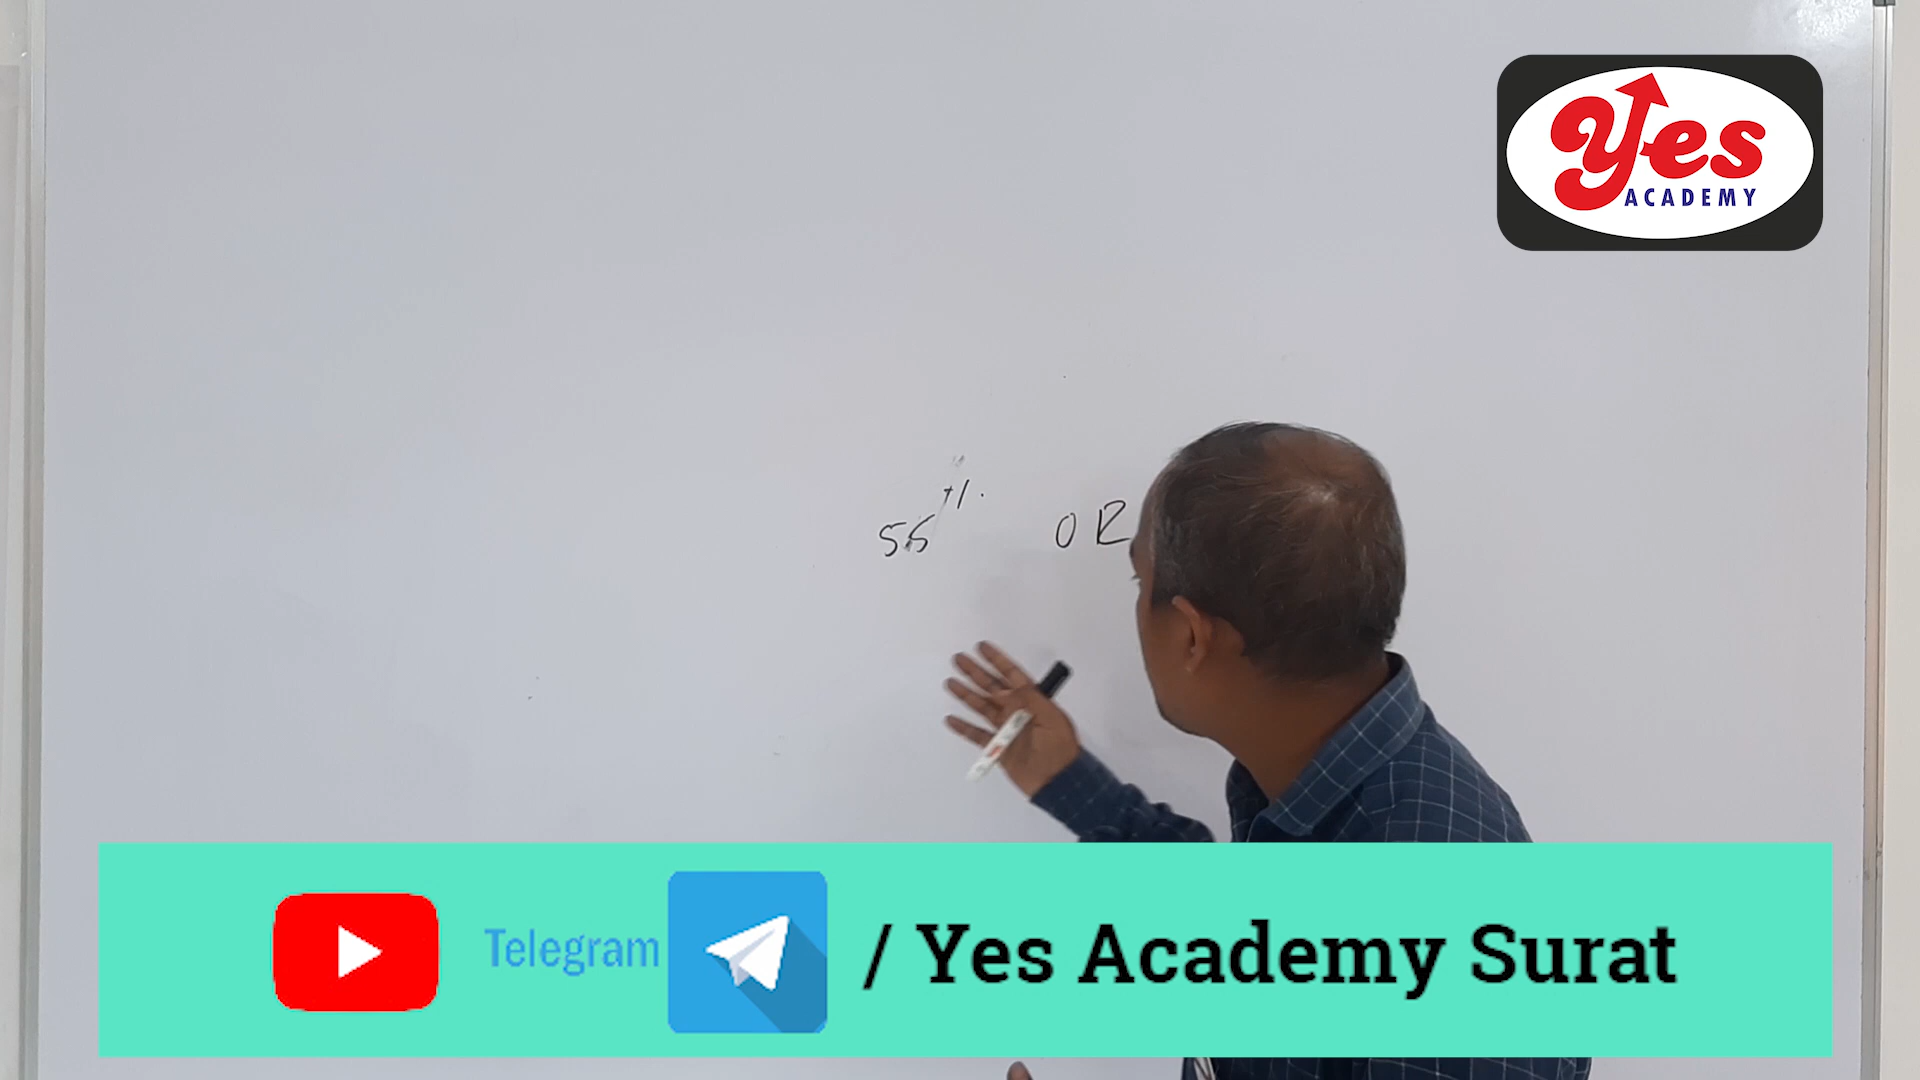 Yes
ACADEMY
55 % OR
Telegram / Yes Academy Surat